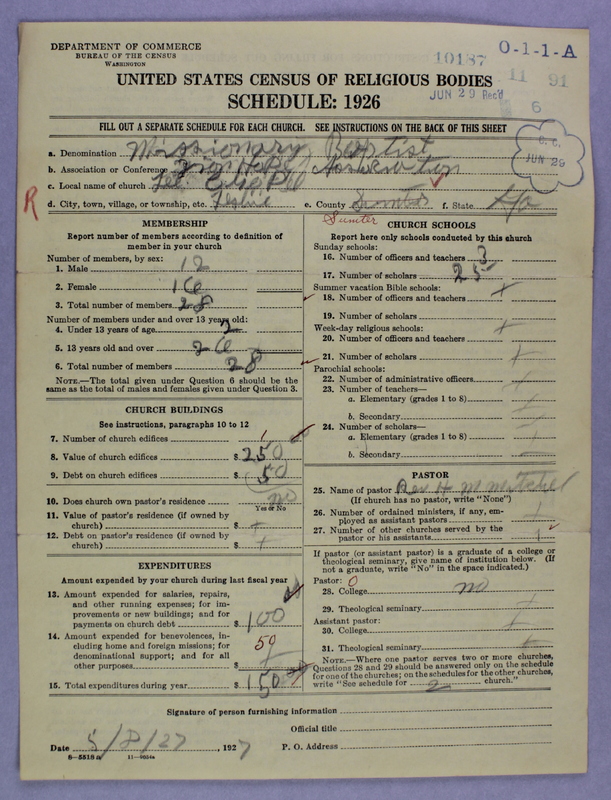 DEPARTMENT OF COMMERCE
BUREAU OF THE CENSUS
WASHINGTON
10187
O-1-1-A
11 91
6
JUN 29 Rec'd
UNITED STATES CENSUS OF RELIGIOUS BODIES
SCHEDULE: 1926
FILL OUT A SEPARATE SCHEDULE FOR EACH CHURCH. SEE INSTRUCTIONS ON THE BACK OF THIS SHEET
C. C.
JUN 29
a. Denomination Missionary Baptist
b. Association or Conference Association
c. Local name of church
R
d. City, town, village, or township, etc. Leslie e. County Sumter f. State Ga
Sumter
MEMBERSHIP
Report number of members according to definition of member in your church
Number of members, by sex:
1. Male 12
2. Female 16
3. Total number of members 28
Number of members under and over 13 years old:
4. Under 13 years of age 2
5. 13 years old and over 26
6. Total number of members 28
NOTE.—The total given under Question 6 should be the same as the total of males and females given under Question 3.
CHURCH BUILDINGS
See instructions, paragraphs 10 to 12
7. Number of church edifices 1
8. Value of church edifices $ 250
9. Debt on church edifices $ 50
10. Does church own pastor's residence no
Yes or No
11. Value of pastor's residence (if owned by church) $ +
12. Debt on pastor's residence (if owned by church) $ +
EXPENDITURES
Amount expended by your church during last fiscal year
13. Amount expended for salaries, repairs, and other running expenses; for improvements or new buildings; and for payments on church debt $ 100
14. Amount expended for benevolences, including home and foreign missions; for denominational support; and for all other purposes $ 50 +
15. Total expenditures during year $ 150
CHURCH SCHOOLS
Report here only schools conducted by this church
Sunday schools:
16. Number of officers and teachers 3
17. Number of scholars 25
Summer vacation Bible schools:
18. Number of officers and teachers +
19. Number of scholars
Week-day religious schools: +
20. Number of officers and teachers
21. Number of scholars +
Parochial schools:
22. Number of administrative officers +
23. Number of teachers—
a. Elementary (grades 1 to 8) +
b. Secondary +
24. Number of scholars—
a. Elementary (grades 1 to 8) +
b. Secondary +
PASTOR
25. Name of pastor Rev H M Mitchel
(If church has no pastor, write "None")
26. Number of ordained ministers, if any, employed as assistant pastors +
27. Number of other churches served by the pastor or his assistants 1
If pastor (or assistant pastor) is a graduate of a college or theological seminary, give name of institution below. (If not a graduate, write "No" in the space indicated.)
Pastor: 0
28. College no
29. Theological seminary +
Assistant pastor:
30. College +
31. Theological seminary +
NOTE.—Where one pastor serves two or more churches, Questions 28 and 29 should be answered only on the schedule for one of the churches; on the schedules for the other churches, write "See schedule for 2 church."
Signature of person furnishing information
Official title
Date 5/8/27, 1927 P. O. Address
6-5518a 11-9054a